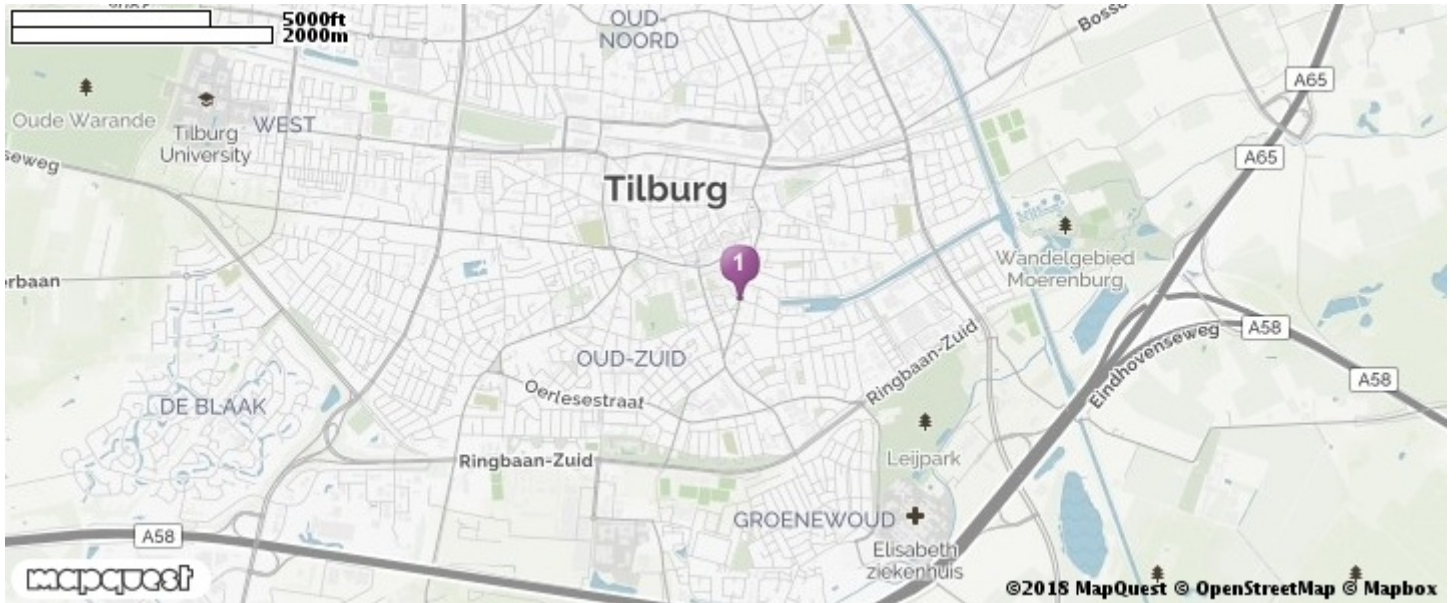 5000ft
2000m
OUD-
NOORD
A65
Oude Warande
Tilburg
University
WEST
seweg
A65
Tilburg
1
Wandelgebied
Moerenburg
erbaan
A58
Eindhovenseweg
OUD-ZUID
Ringbaan-Zuid
A58
Oerlesestraat
DE BLAAK
Ringbaan-Zuid
Leijpark
GROENEWOUD
A58
Elisabeth
ziekenhuis
mapquest
©2018 MapQuest © OpenStreetMap © Mapbox